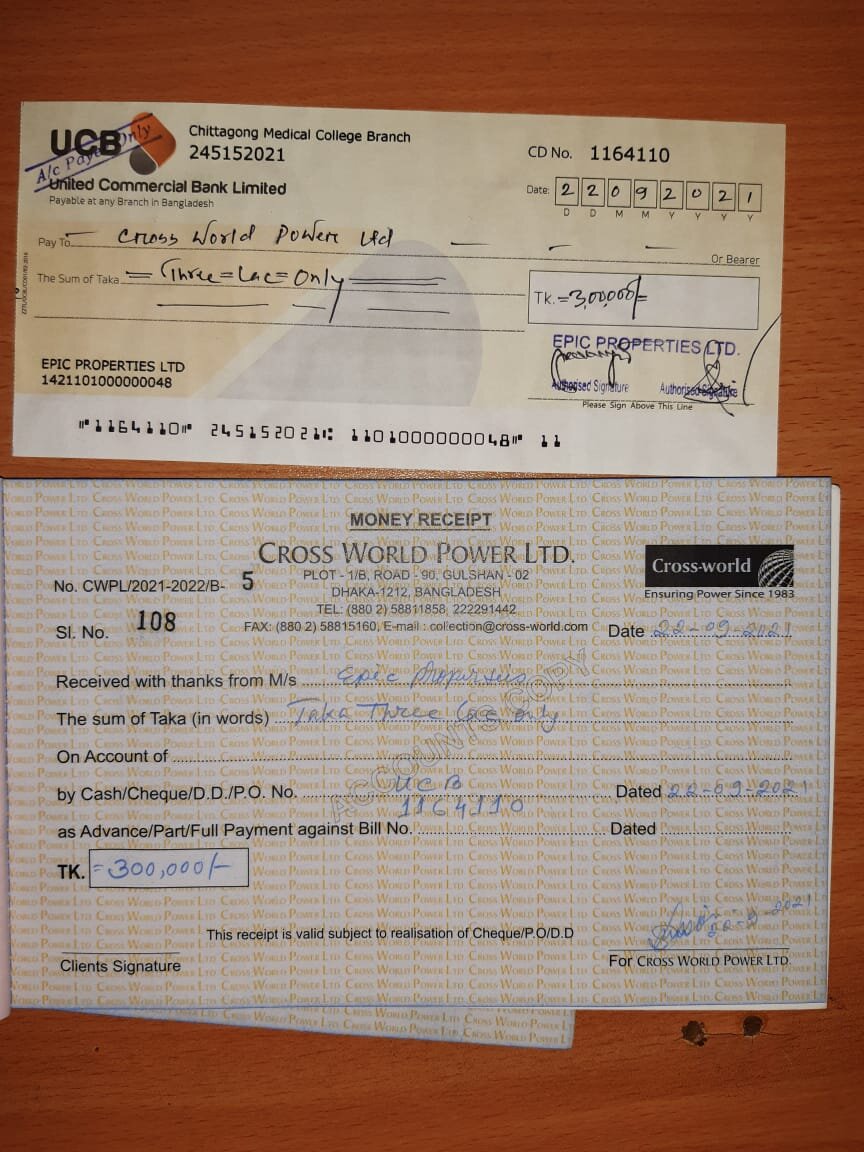 UCB
A/c Payee Only
Chittagong Medical College Branch
245152021
CD No. 1164110
United Commercial Bank Limited
Payable at any Branch in Bangladesh
Date: 2 2 0 9 2 0 2 1
D D M M Y Y Y Y
Pay To Cross World Power Ltd
Or Bearer
The Sum of Taka = Three = Lac = Only
TK. = 3,00,000/=
EPIC PROPERTIES LTD
1421101000000048
EPIC PROPERTIES LTD.
Authorised Signature Authorised Signature
Please Sign Above This Line
⑈1164110⑈ 245152021⑆ 1101000000048⑈ 11
MONEY RECEIPT
CROSS WORLD POWER LTD.
PLOT - 1/B, ROAD - 90, GULSHAN - 02
DHAKA-1212, BANGLADESH
TEL: (880 2) 58811858, 222291442
FAX: (880 2) 58815160, E-mail : collection@cross-world.com
Cross-world
Ensuring Power Since 1983
No. CWPL/2021-2022/B- 5
Sl. No. 108
Date 22-09-2021
Received with thanks from M/s Epic Properties
The sum of Taka (in words) Taka Three Lac only
ACCOUNTS COPY
On Account of
by Cash/Cheque/D.D./P.O. No. UCB 1164110 Dated 22-09-2021
as Advance/Part/Full Payment against Bill No. Dated
TK. = 300,000/-
This receipt is valid subject to realisation of Cheque/P.O/D.D
Clients Signature
For CROSS WORLD POWER LTD.